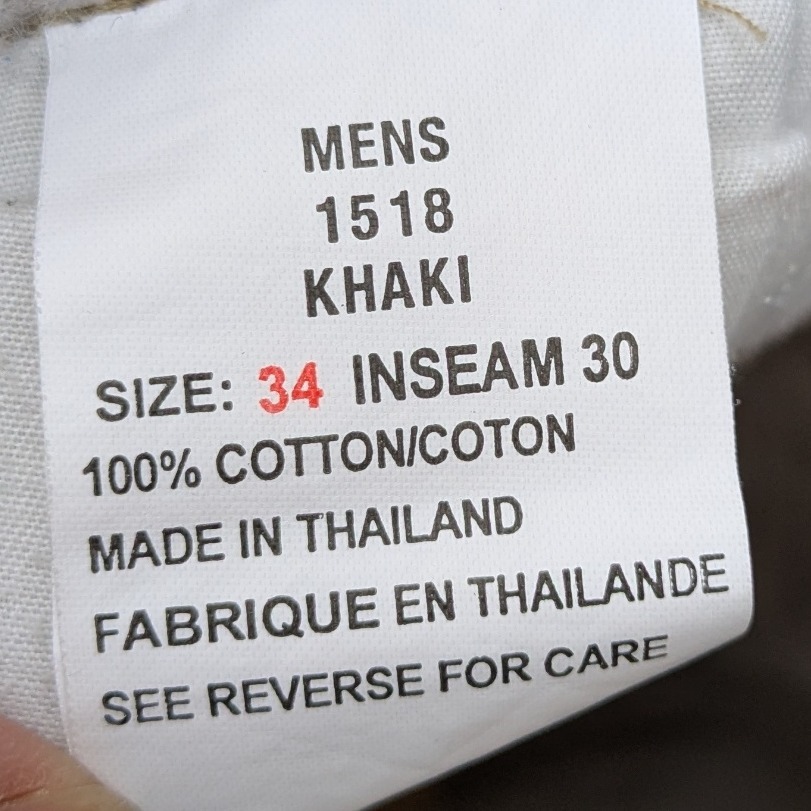 MENS
1518
KHAKI
SIZE: 34 INSEAM 30
100% COTTON/COTON
MADE IN THAILAND
FABRIQUE EN THAILANDE
SEE REVERSE FOR CARE